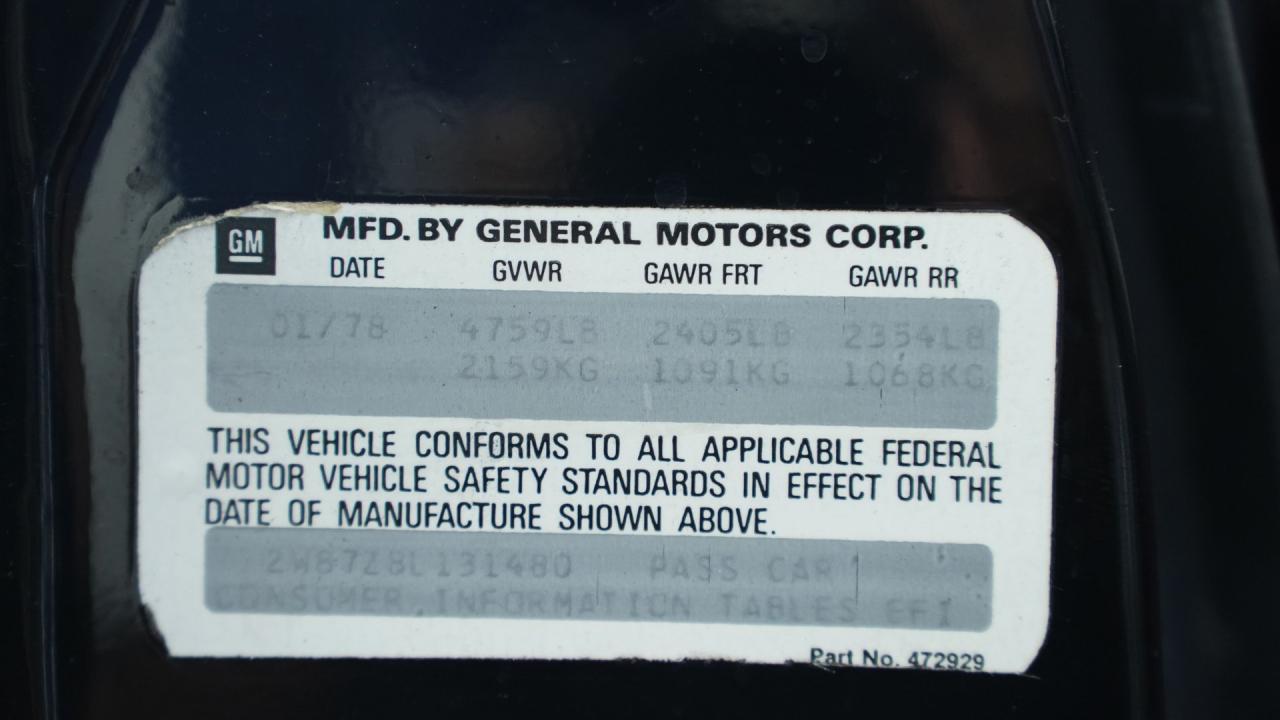 GM MFD. BY GENERAL MOTORS CORP.
DATE GVWR GAWR FRT GAWR RR
01/78 4759LB 2405LB 2354LB
2159KG 1091KG 1068KG
THIS VEHICLE CONFORMS TO ALL APPLICABLE FEDERAL
MOTOR VEHICLE SAFETY STANDARDS IN EFFECT ON THE
DATE OF MANUFACTURE SHOWN ABOVE.
2W87Z8L131480 PASS CAR
CONSUMER INFORMATION TABLES EFI
Part No. 472929